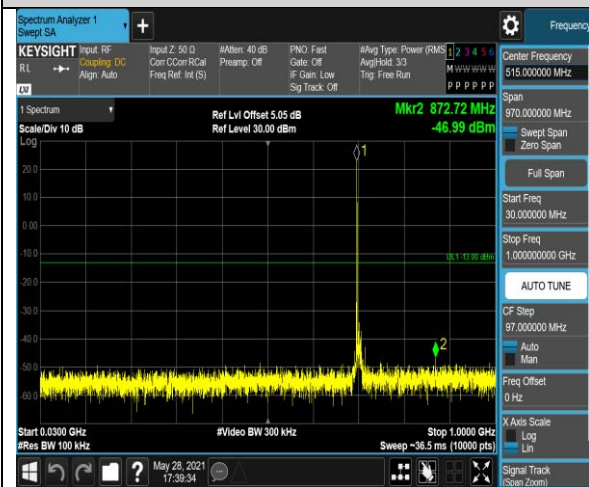 Spectrum Analyzer 1
Swept SA
+
Frequency
KEYSIGHT
RL
Input: RF
Coupling: DC
Align: Auto
Input Z: 50 Ω
Corr CCorr RCal
Freq Ref: Int (S)
#Atten: 40 dB
Preamp: Off
PNO: Fast
Gate: Off
IF Gain: Low
Sig Track: Off
#Avg Type: Power (RMS
Avg|Hold: 3/3
Trig: Free Run
1 2 3 4 5 6
M W W W W W
P P P P P P
LXI
1 Spectrum
Scale/Div 10 dB
Log
Ref Lvl Offset 5.05 dB
Ref Level 30.00 dBm
Mkr2 872.72 MHz
-46.99 dBm
1
20.0
10.0
0.00
-10.0
DL1 -13.00 dBm
-20.0
-30.0
-40.0
2
-50.0
-60.0
Start 0.0300 GHz
#Res BW 100 kHz
#Video BW 300 kHz
Stop 1.0000 GHz
Sweep ~36.5 ms (10000 pts)
?
May 28, 2021
17:39:34
Center Frequency
515.000000 MHz
Span
970.000000 MHz
Swept Span
Zero Span
Full Span
Start Freq
30.000000 MHz
Stop Freq
1.000000000 GHz
AUTO TUNE
CF Step
97.000000 MHz
Auto
Man
Freq Offset
0 Hz
X Axis Scale
Log
Lin
Signal Track
(Span Zoom)